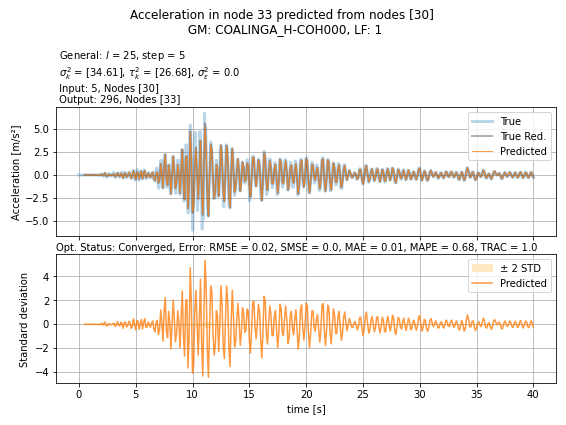 Acceleration in node 33 predicted from nodes [30]
GM: COALINGA_H-COH000, LF: 1
General: l = 25, step = 5
σ²ₖ = [34.61], τ²ₖ = [26.68], σ²ε = 0.0
Input: 5, Nodes [30]
Output: 296, Nodes [33]
True
True Red.
Predicted
5.0
2.5
0.0
−2.5
−5.0
Acceleration [m/s²]
Opt. Status: Converged, Error: RMSE = 0.02, SMSE = 0.0, MAE = 0.01, MAPE = 0.68, TRAC = 1.0
± 2 STD
Predicted
4
2
0
−2
−4
Standard deviation
0 5 10 15 20 25 30 35 40
time [s]